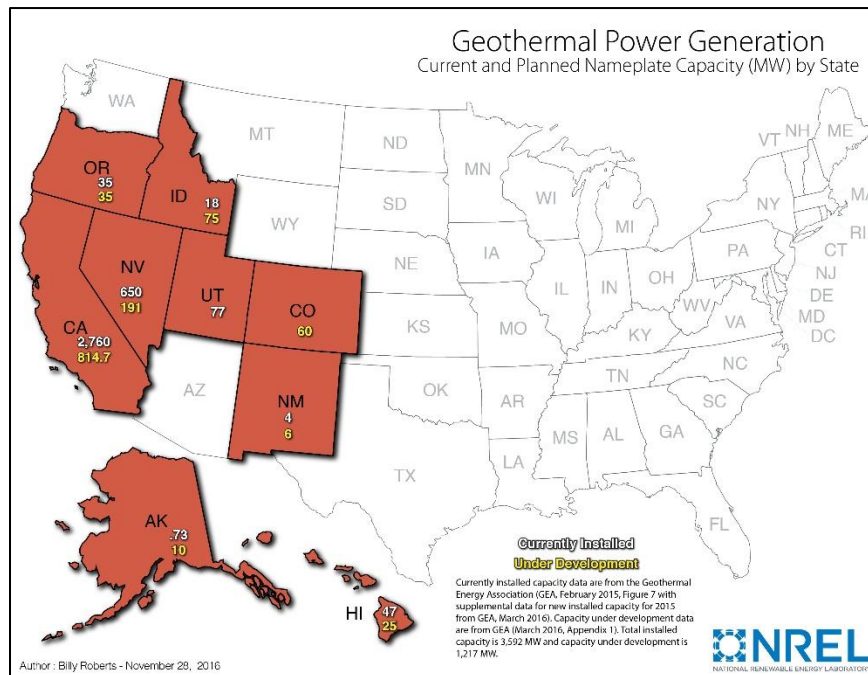 Geothermal Power Generation
Current and Planned Nameplate Capacity (MW) by State
WA
MT
ND
MN
VT
NH
ME
OR
35
35
ID
18
75
WY
SD
WI
MI
NY
MA
RI
CT
NJ
DE
MD
DC
NV
650
191
UT
77
CO
60
NE
IA
IL
IN
OH
PA
WV
VA
CA
2,760
814.7
KS
MO
KY
NC
TN
SC
AZ
NM
4
6
OK
AR
MS
AL
GA
LA
TX
FL
AK
.73
10
HI
47
25
Currently Installed
Under Development
Currently installed capacity data are from the Geothermal
Energy Association (GEA, February 2015, Figure 7 with
supplemental data for new installed capacity for 2015
from GEA, March 2016). Capacity under development data
are from GEA (March 2016, Appendix 1). Total installed
capacity is 3,592 MW and capacity under development is
1,217 MW.
Author : Billy Roberts - November 28, 2016
NREL
NATIONAL RENEWABLE ENERGY LABORATORY